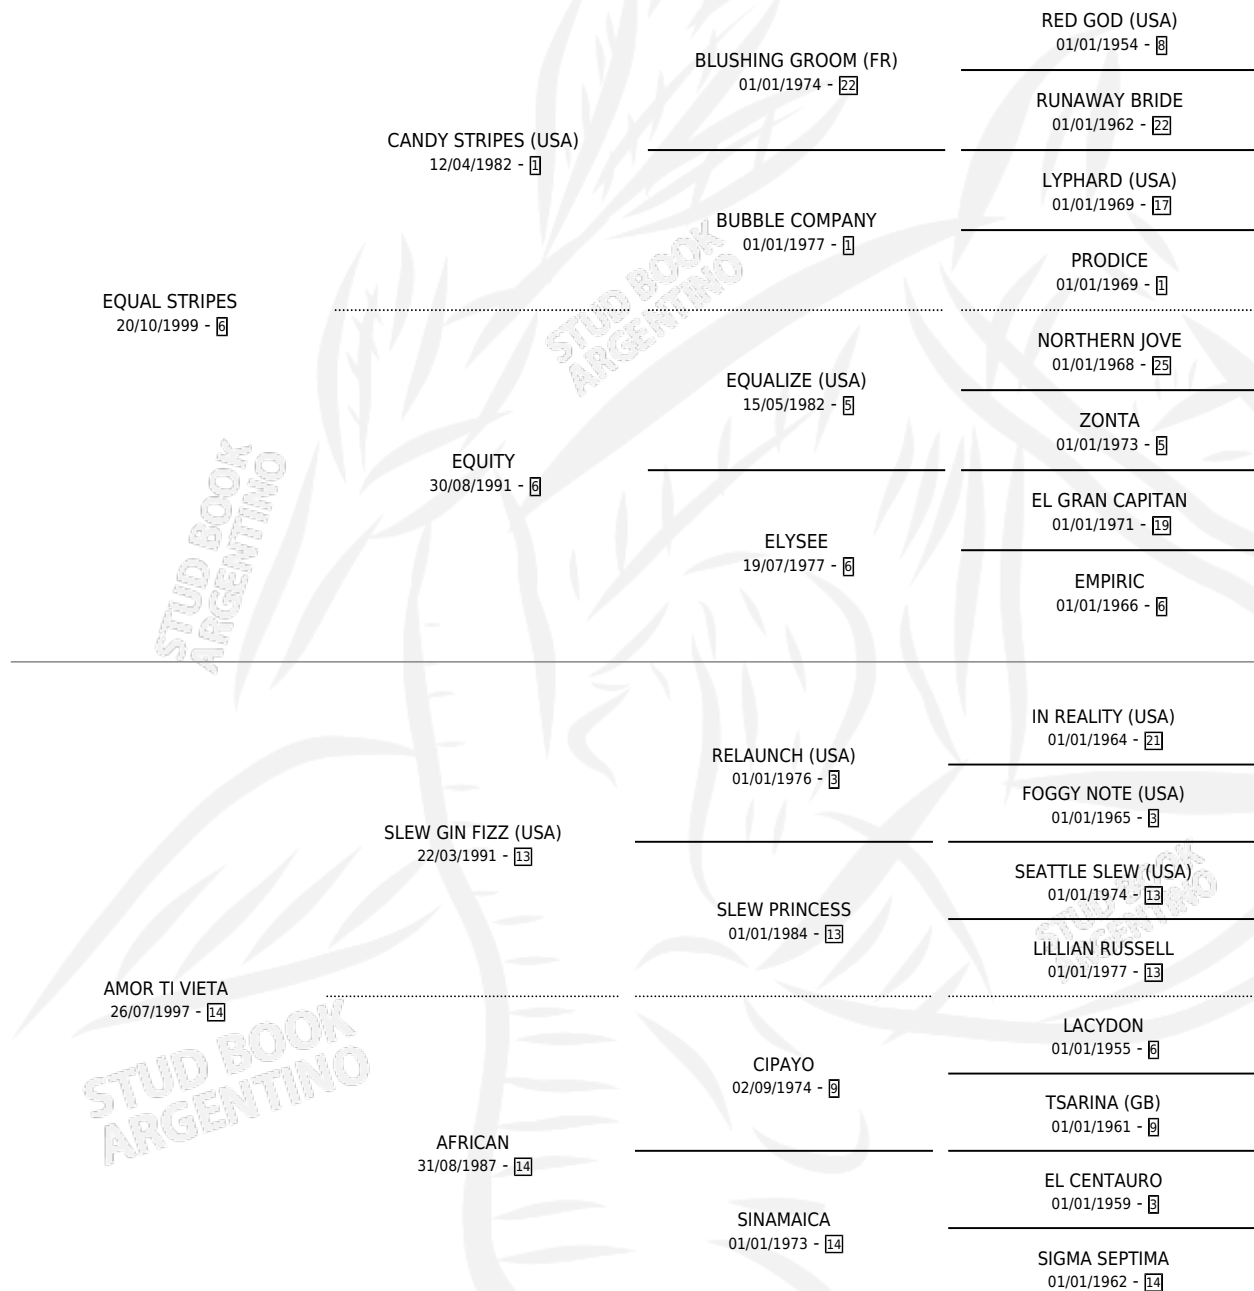 RED GOD (USA)
01/01/1954 - 8
BLUSHING GROOM (FR)
01/01/1974 - 22
RUNAWAY BRIDE
01/01/1962 - 22
CANDY STRIPES (USA)
12/04/1982 - 1
LYPHARD (USA)
01/01/1969 - 17
BUBBLE COMPANY
01/01/1977 - 1
PRODICE
01/01/1969 - 1
EQUAL STRIPES
20/10/1999 - 6
STUD BOOK
ARGENTINO
NORTHERN JOVE
01/01/1968 - 25
EQUALIZE (USA)
15/05/1982 - 5
ZONTA
01/01/1973 - 5
EQUITY
30/08/1991 - 6
EL GRAN CAPITAN
01/01/1971 - 19
ELYSEE
19/07/1977 - 6
EMPIRIC
01/01/1966 - 6
STUD BOOK
ARGENTINO
IN REALITY (USA)
01/01/1964 - 21
RELAUNCH (USA)
01/01/1976 - 3
FOGGY NOTE (USA)
01/01/1965 - 3
SLEW GIN FIZZ (USA)
22/03/1991 - 13
SEATTLE SLEW (USA)
01/01/1974 - 13
STUD BOOK
ARGENTINO
SLEW PRINCESS
01/01/1984 - 13
LILLIAN RUSSELL
01/01/1977 - 13
AMOR TI VIETA
26/07/1997 - 14
STUD BOOK
ARGENTINO
LACYDON
01/01/1955 - 6
CIPAYO
02/09/1974 - 9
TSARINA (GB)
01/01/1961 - 9
AFRICAN
31/08/1987 - 14
EL CENTAURO
01/01/1959 - 3
SINAMAICA
01/01/1973 - 14
SIGMA SEPTIMA
01/01/1962 - 14